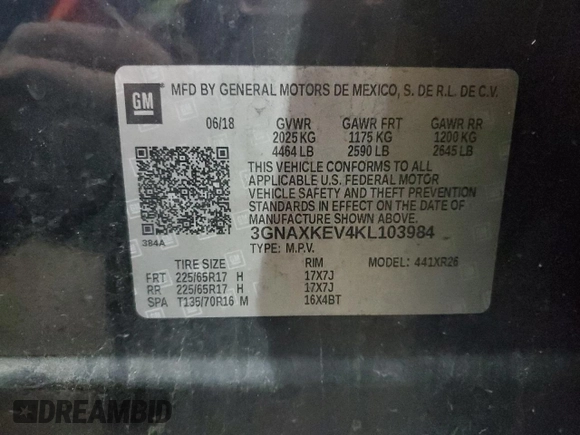 GM
MFD BY GENERAL MOTORS DE MEXICO, S. DE R.L. DE C.V.
06/18 GVWR GAWR FRT GAWR RR
2025 KG 1175 KG 1200 KG
4464 LB 2590 LB 2645 LB
THIS VEHICLE CONFORMS TO ALL
APPLICABLE U.S. FEDERAL MOTOR
VEHICLE SAFETY AND THEFT PREVENTION
STANDARDS IN EFFECT ON THE DATE
OF MANUFACTURE SHOWN ABOVE.
384A 3GNAXKEV4KL103984
TYPE: M.P.V.
TIRE SIZE RIM MODEL: 441XR26
FRT 225/65R17 H 17X7J
RR 225/65R17 H 17X7J
SPA T135/70R16 M 16X4BT
DREAMBID